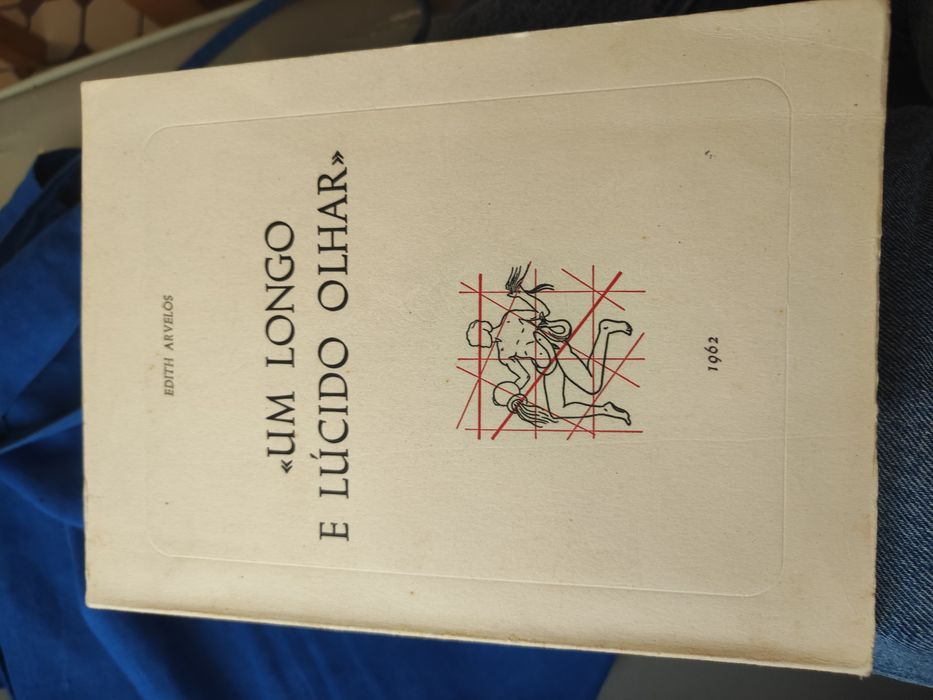 EDITH ARVELOS
«UM LONGO
E LÚCIDO OLHAR»
1962